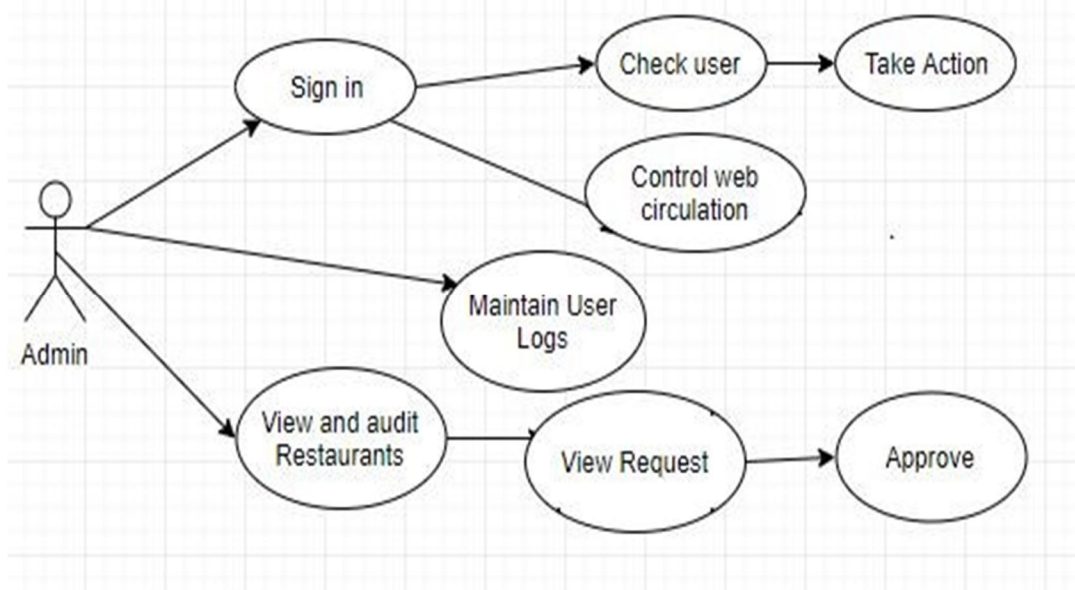 Sign in
Check user
Take Action
Control web
circulation
Maintain User
Logs
Admin
View and audit
Restaurants
View Request
Approve